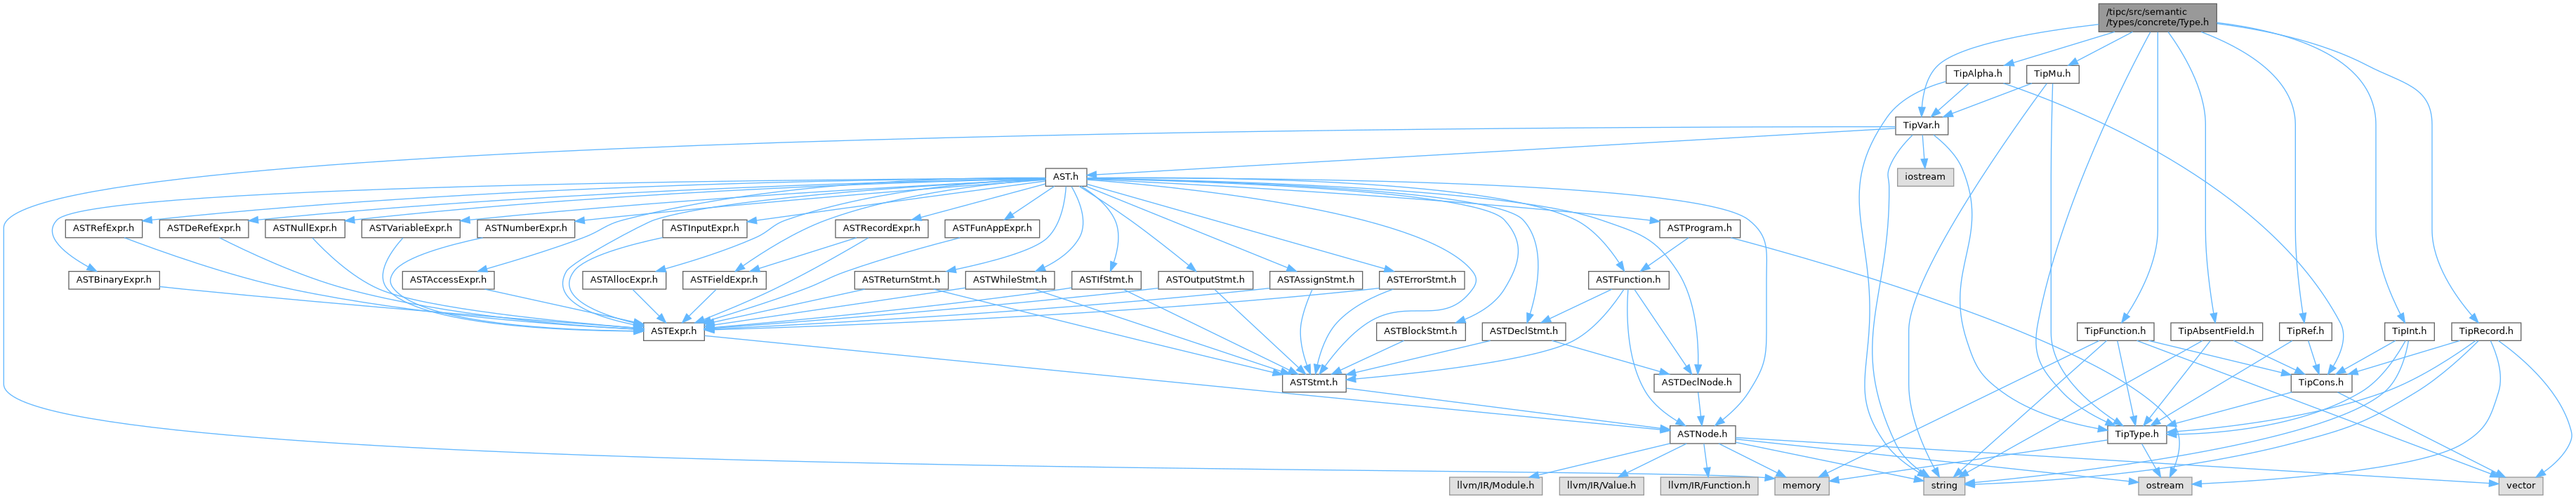 /tipc/src/semantic
/types/concrete/Type.h
TipAlpha.h
TipMu.h
TipVar.h
AST.h
iostream
ASTRefExpr.h
ASTDeRefExpr.h
ASTNullExpr.h
ASTVariableExpr.h
ASTNumberExpr.h
ASTInputExpr.h
ASTRecordExpr.h
ASTFunAppExpr.h
ASTProgram.h
ASTBinaryExpr.h
ASTAccessExpr.h
ASTAllocExpr.h
ASTFieldExpr.h
ASTReturnStmt.h
ASTWhileStmt.h
ASTIfStmt.h
ASTOutputStmt.h
ASTAssignStmt.h
ASTErrorStmt.h
ASTFunction.h
ASTExpr.h
ASTBlockStmt.h
ASTDeclStmt.h
TipFunction.h
TipAbsentField.h
TipRef.h
TipInt.h
TipRecord.h
ASTStmt.h
ASTDeclNode.h
TipCons.h
ASTNode.h
TipType.h
llvm/IR/Module.h
llvm/IR/Value.h
llvm/IR/Function.h
memory
string
ostream
vector